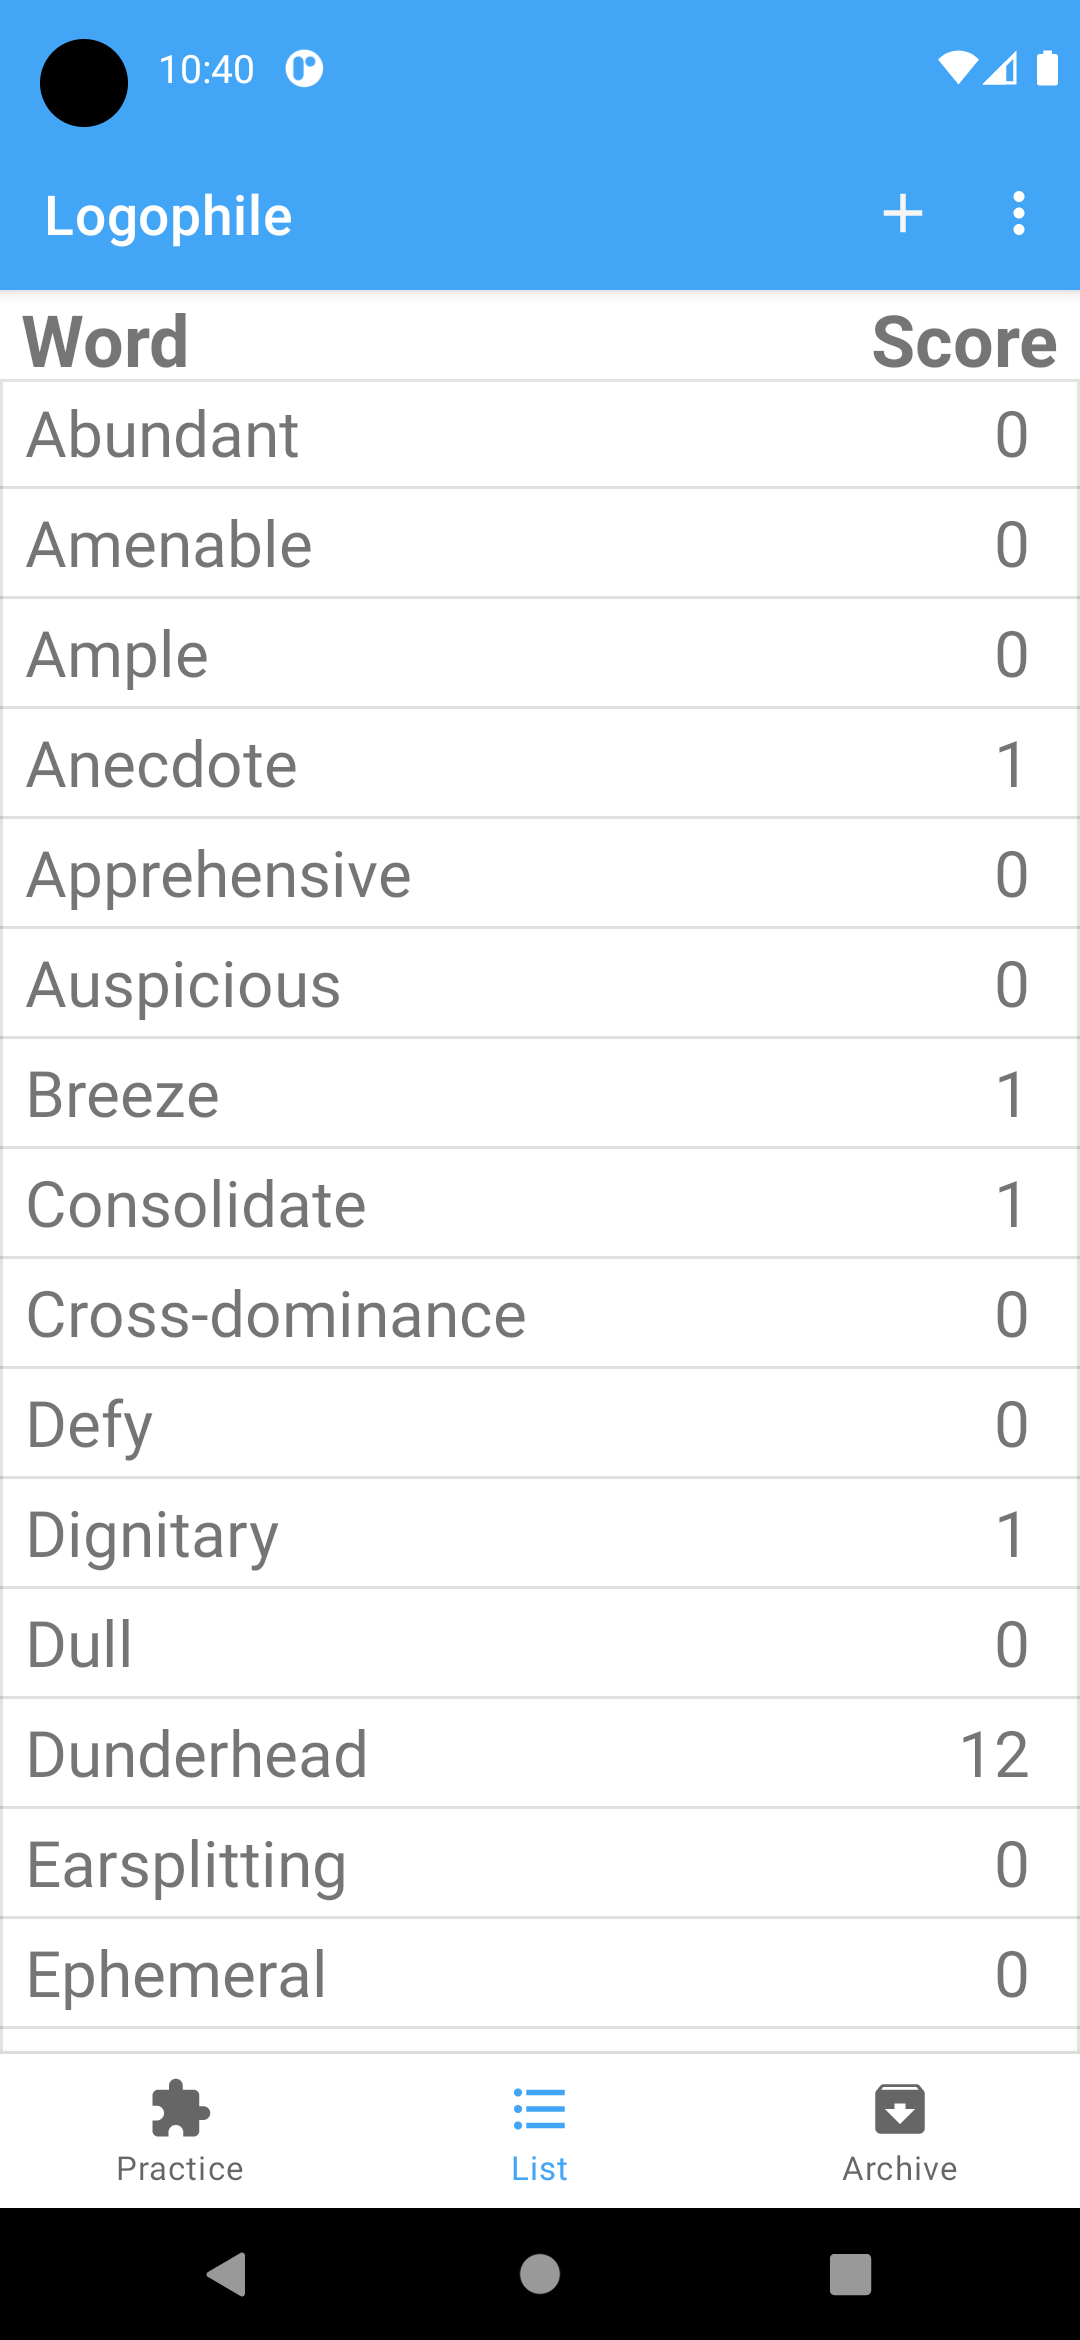 10:40
Logophile
Word Score
Abundant 0
Amenable 0
Ample 0
Anecdote 1
Apprehensive 0
Auspicious 0
Breeze 1
Consolidate 1
Cross-dominance 0
Defy 0
Dignitary 1
Dull 0
Dunderhead 12
Earsplitting 0
Ephemeral 0
Practice List Archive